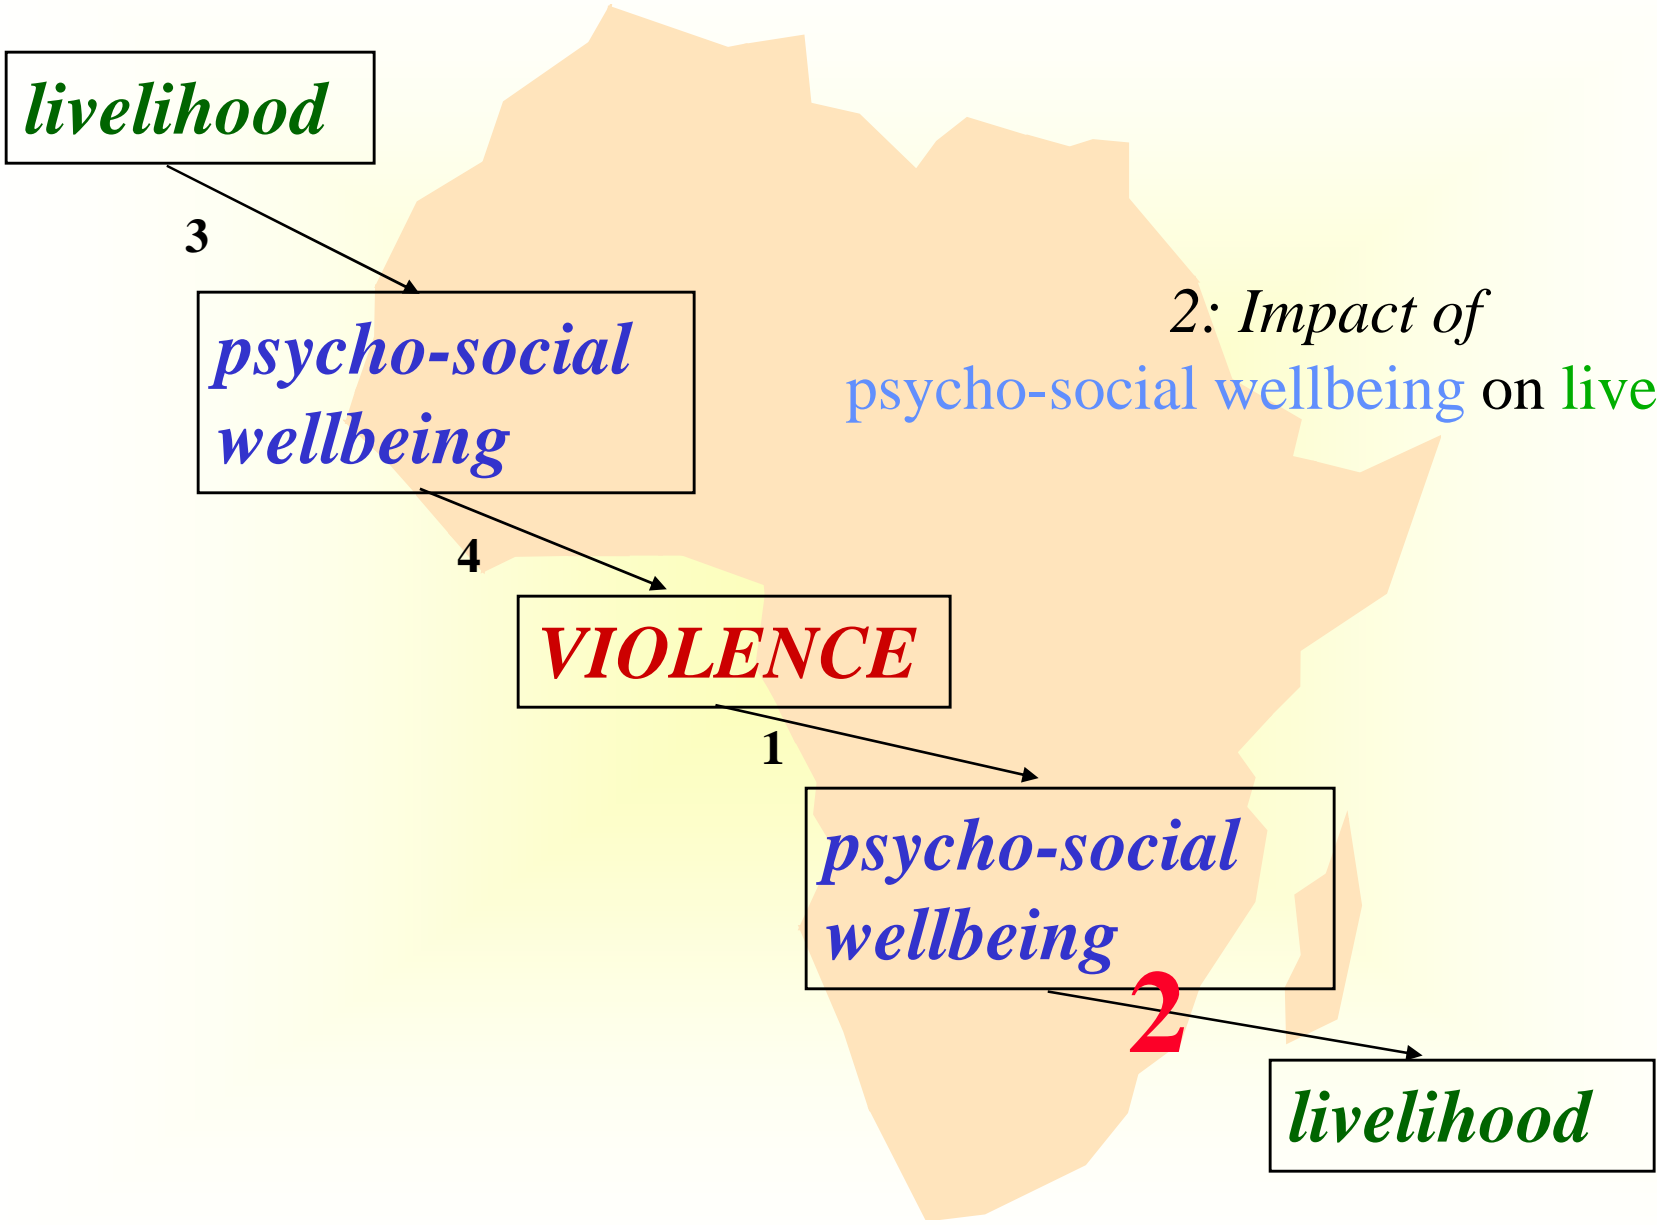 livelihood
3
psycho-social
wellbeing
2: Impact of
psycho-social wellbeing on live
4
VIOLENCE
1
psycho-social
wellbeing
2
livelihood